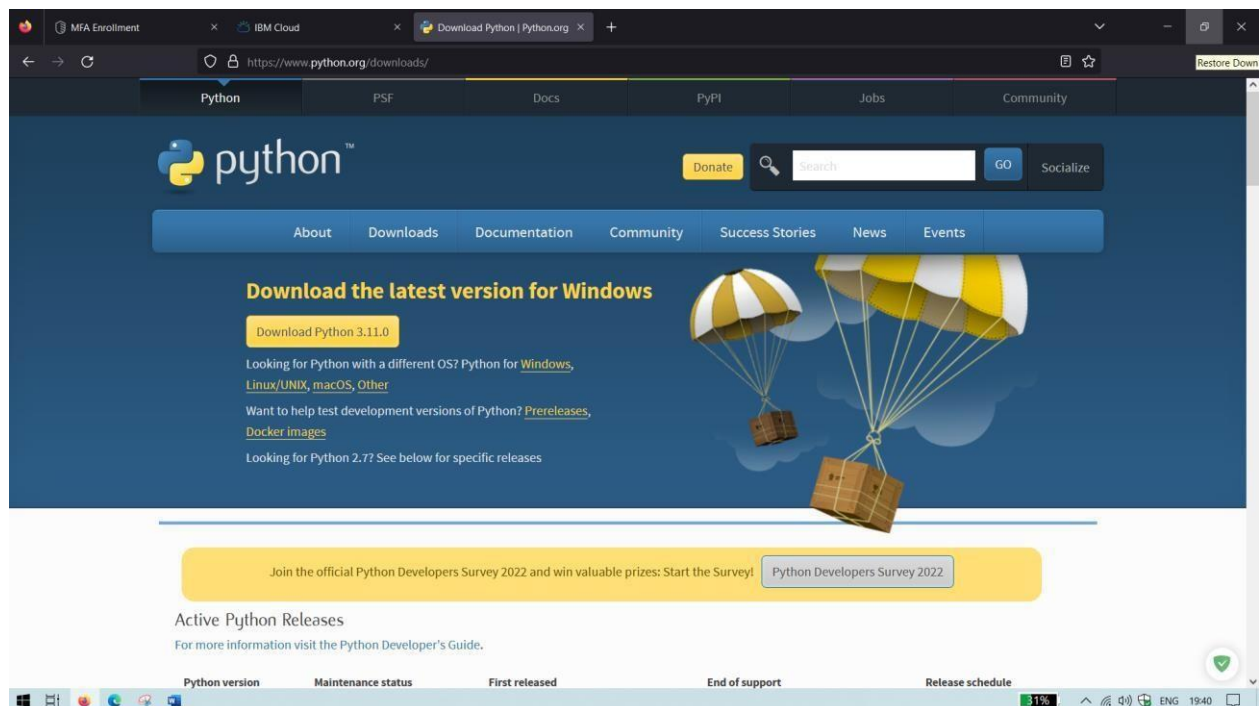 MFA Enrollment
IBM Cloud
Download Python | Python.org
https://www.python.org/downloads/
Restore Down
Python
PSF
Docs
PyPI
Jobs
Community
python™
Donate
Search
GO
Socialize
About
Downloads
Documentation
Community
Success Stories
News
Events
Download the latest version for Windows
Download Python 3.11.0
Looking for Python with a different OS? Python for Windows,
Linux/UNIX, macOS, Other
Want to help test development versions of Python? Prereleases,
Docker images
Looking for Python 2.7? See below for specific releases
Join the official Python Developers Survey 2022 and win valuable prizes: Start the Survey!
Python Developers Survey 2022
Active Python Releases
For more information visit the Python Developer's Guide.
Python version
Maintenance status
First released
End of support
Release schedule
31%
ENG
19:40